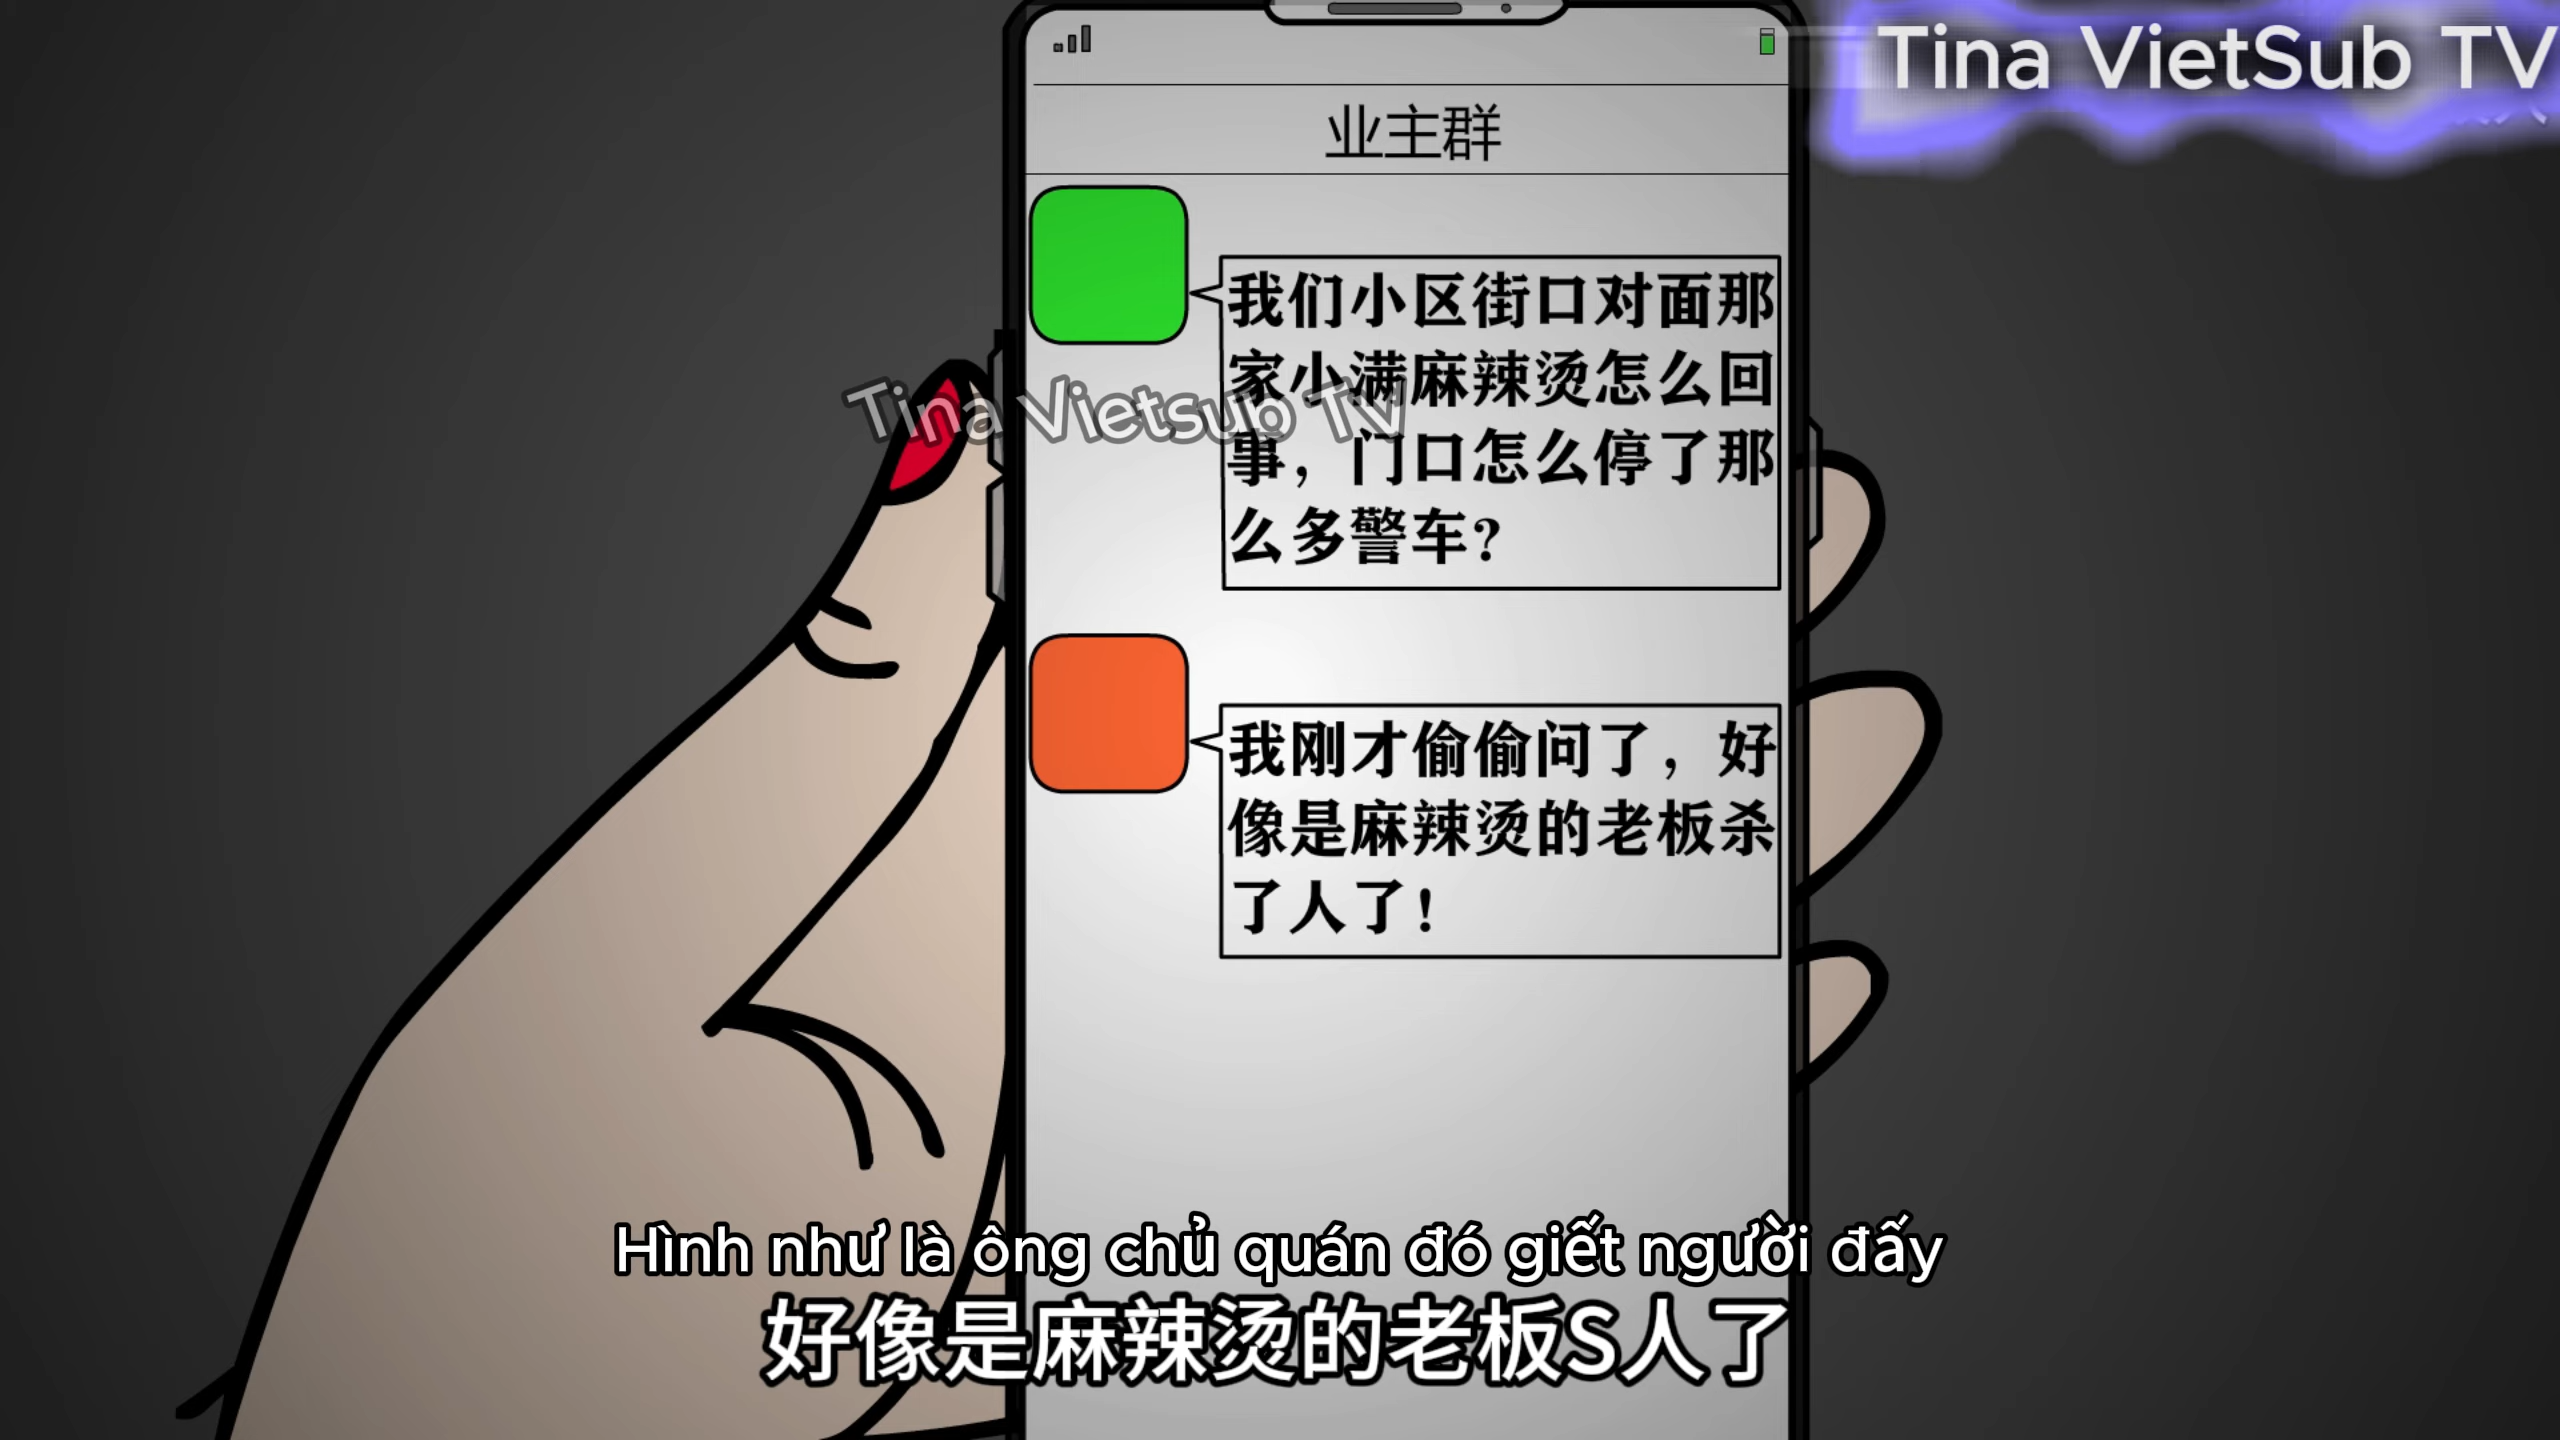 Tina VietSub TV
业主群
我们小区街口对面那
家小满麻辣烫怎么回
事，门口怎么停了那
么多警车？
Tina Vietsub TV
我刚才偷偷问了，好
像是麻辣烫的老板杀
了人了！
Hình như là ông chủ quán đó giết người đấy
好像是麻辣烫的老板S人了